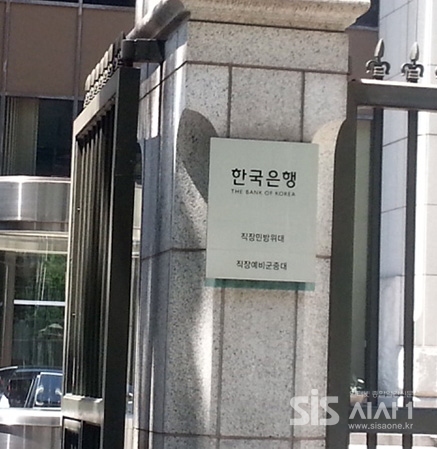 한국은행
THE BANK OF KOREA
직장민방위대
직장예비군중대
sis 시사1
www.sisaone.kr